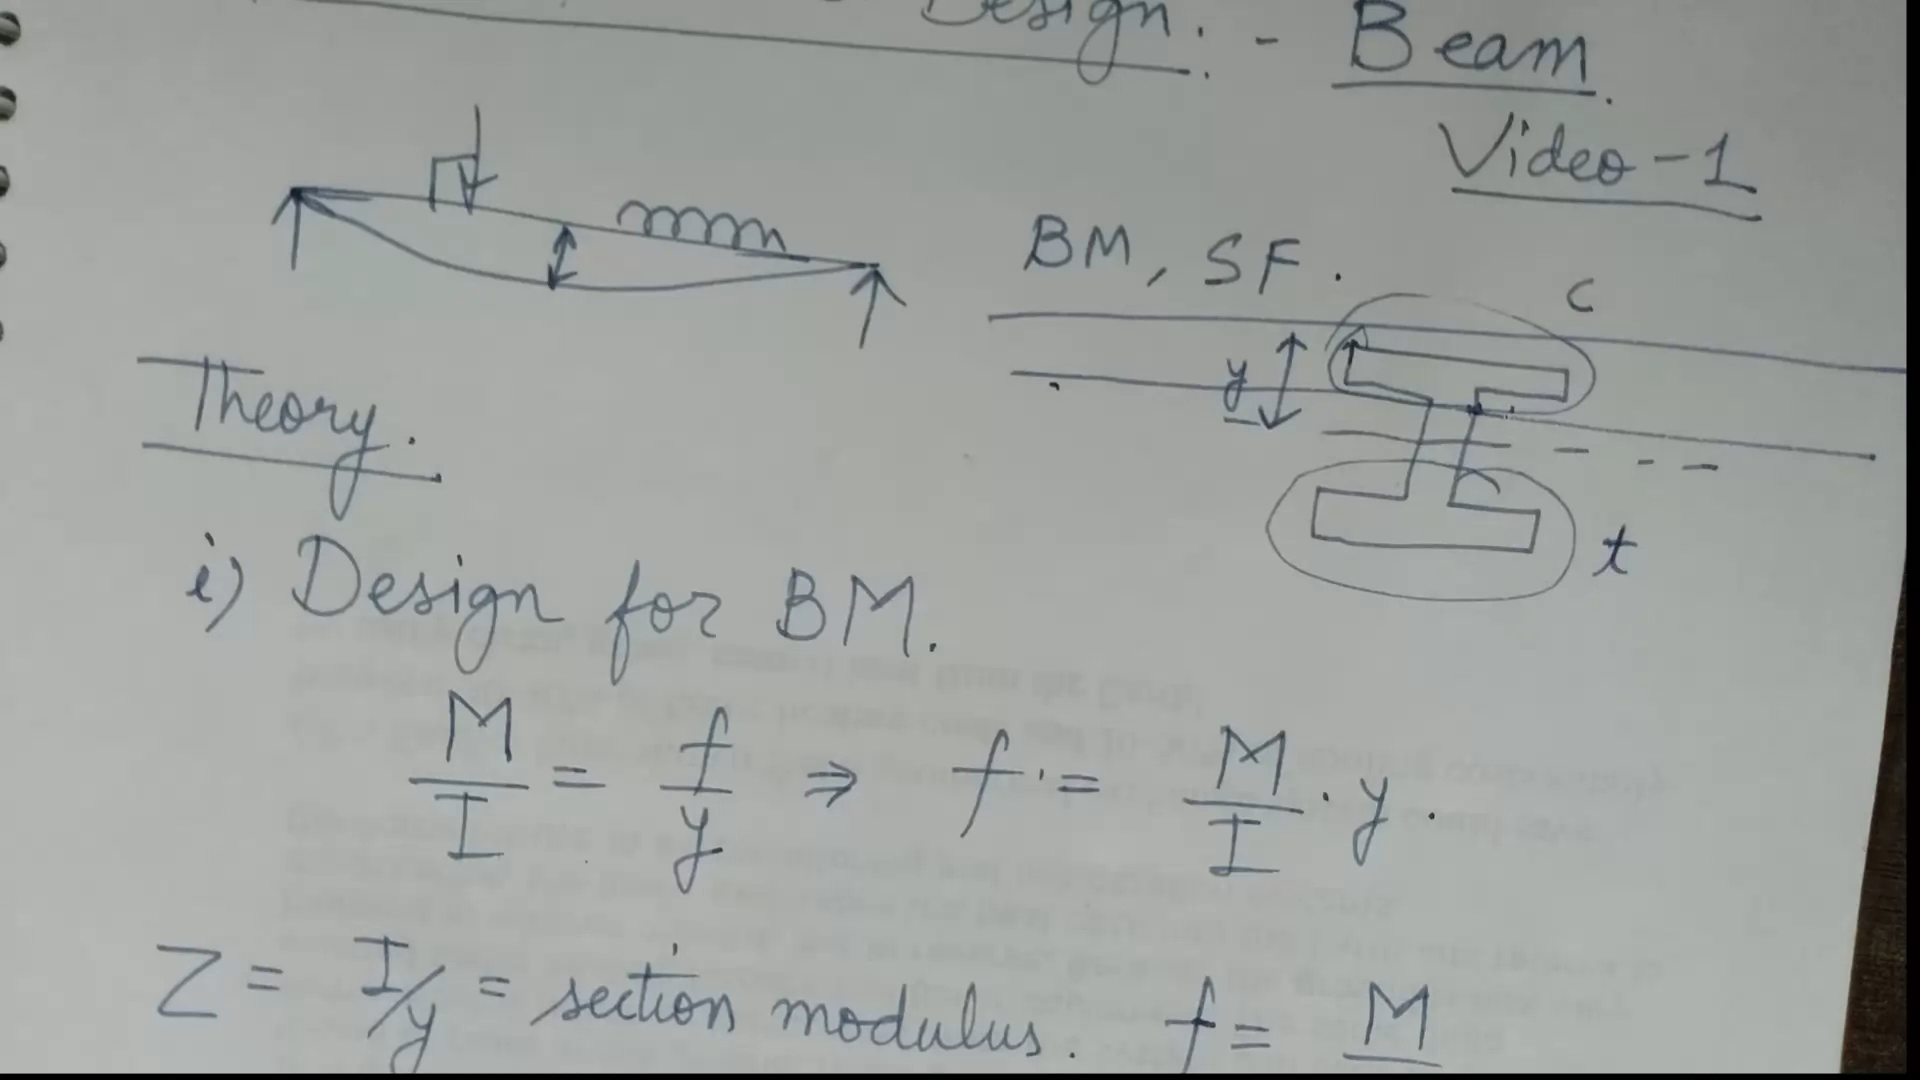 Design. - Beam.
Video-1
BM, SF.
c
y
t
Theory.
i) Design for BM.
M/I = f/y ⇒ f = M/I · y.
Z = I/y = section modulus. f = M